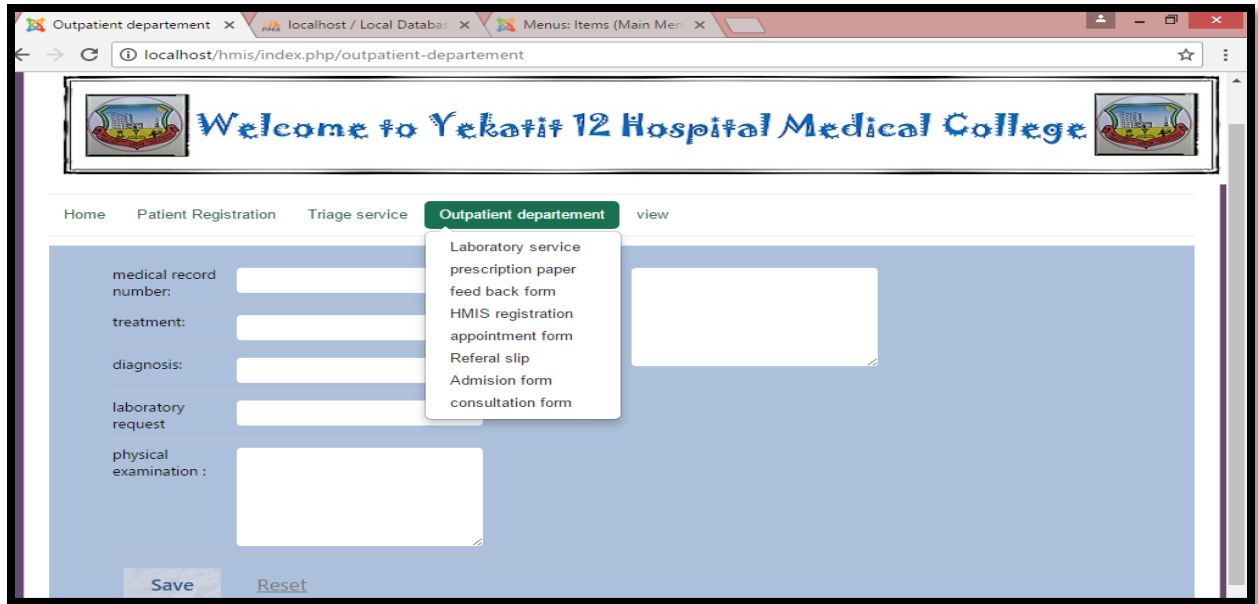 Outpatient departement
localhost / Local Databas
Menus: Items (Main Men
localhost/hmis/index.php/outpatient-departement
Welcome to Yekatit 12 Hospital Medical College
Home Patient Registration Triage service Outpatient departement view
Laboratory service
prescription paper
feed back form
HMIS registration
appointment form
Referal slip
Admision form
consultation form
medical record
number:
treatment:
diagnosis:
laboratory
request
physical
examination :
Save Reset